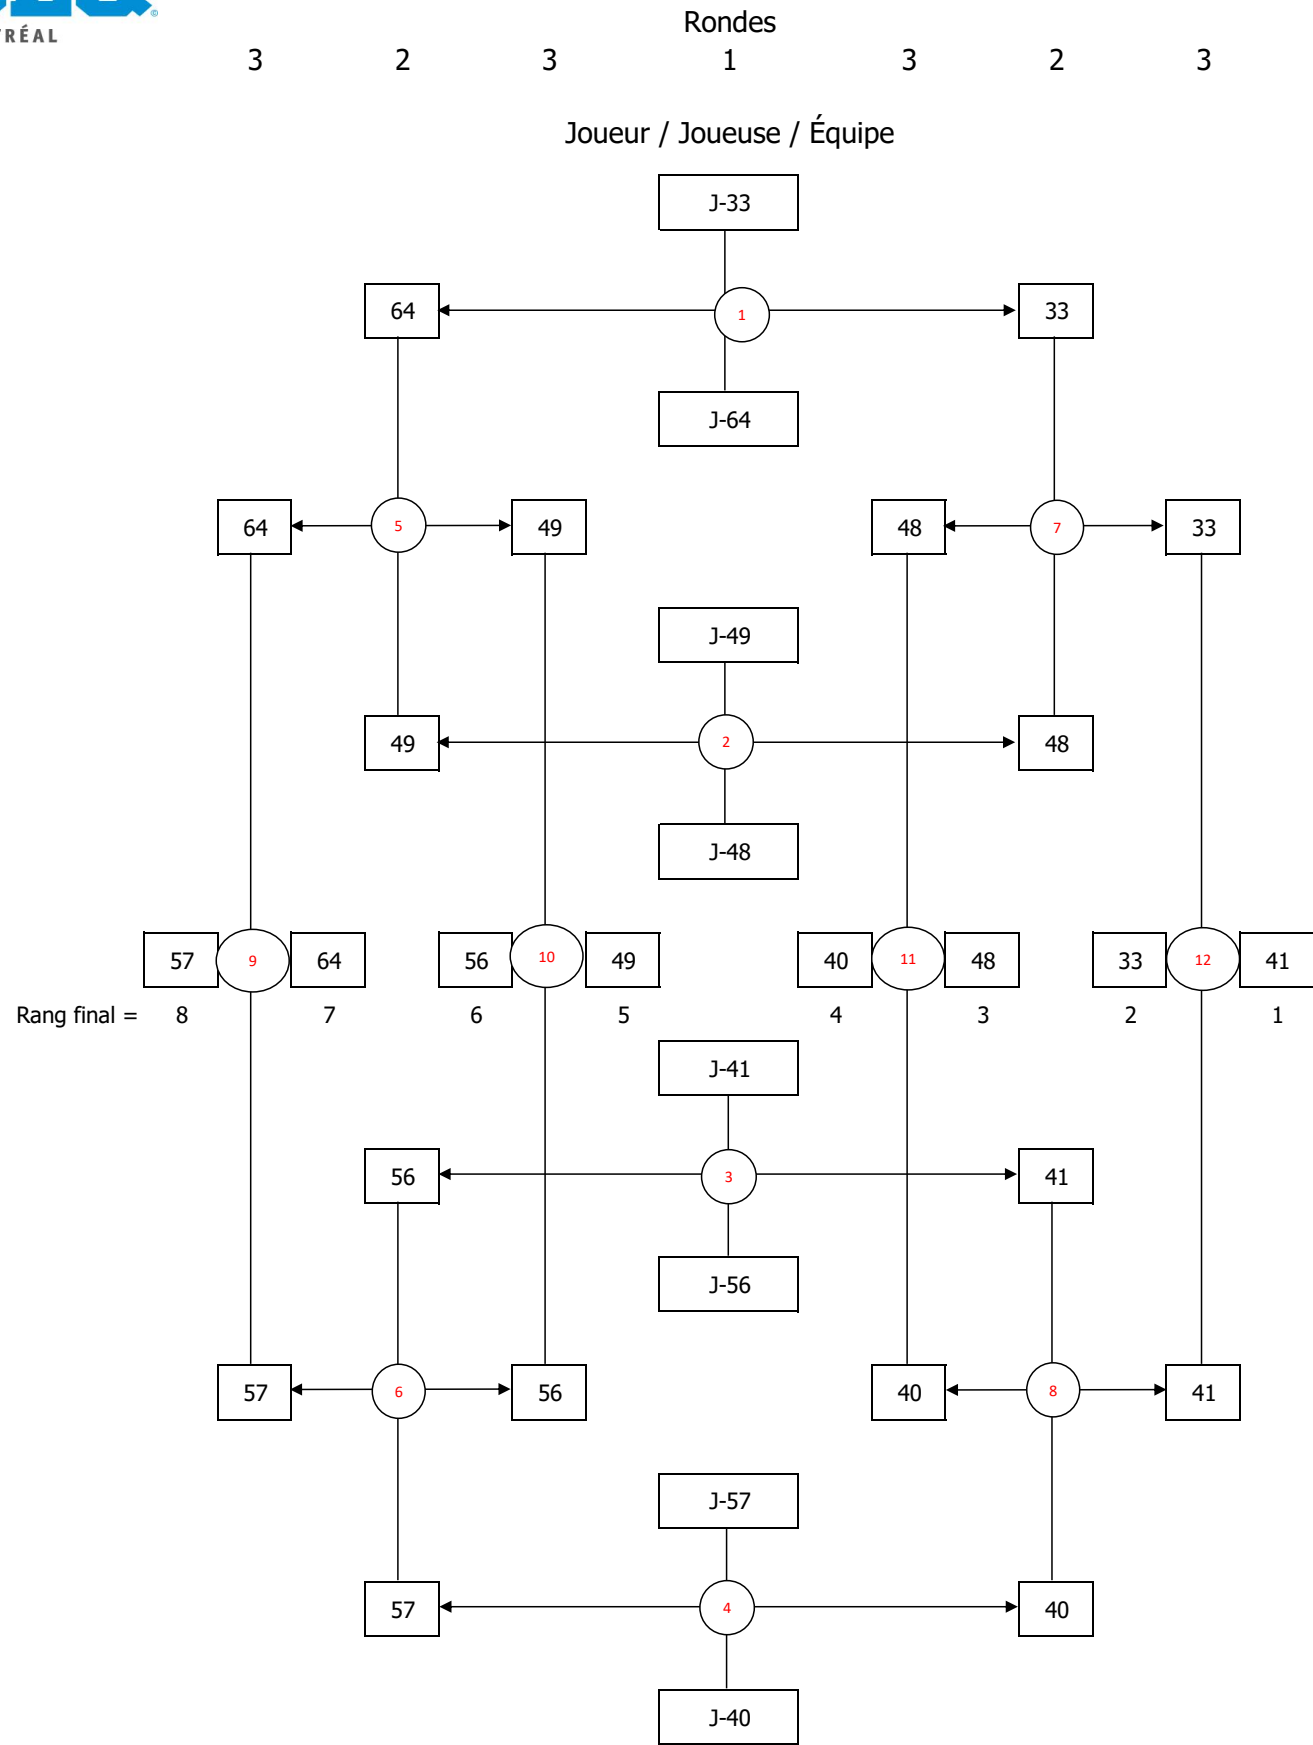 RÉAL
Rondes
3 2 3 1 3 2 3
Joueur / Joueuse / Équipe
J-33
64 1 33
J-64
64 5 49 48 7 33
J-49
49 2 48
J-48
57 9 64 56 10 49 40 11 48 33 12 41
Rang final = 8 7 6 5 4 3 2 1
J-41
56 3 41
J-56
57 6 56 40 8 41
J-57
57 4 40
J-40